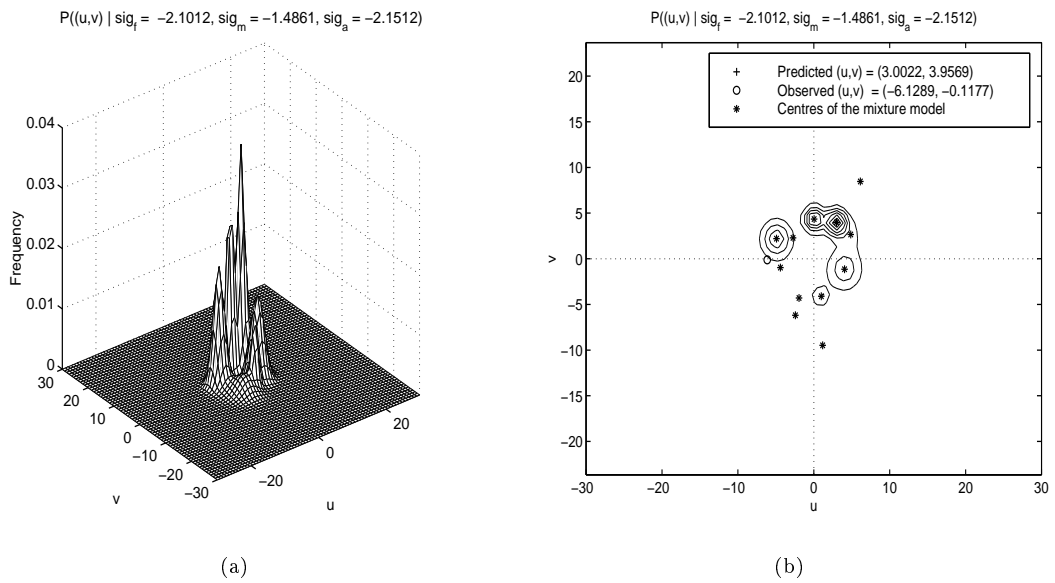 P((u,v) | sig_f = −2.1012, sig_m = −1.4861, sig_a = −2.1512)
0.04
0.03
0.02
0.01
0
Frequency
30
20
10
0
−10
−20
−30
v
−20
0
20
u
(a)
P((u,v) | sig_f = −2.1012, sig_m = −1.4861, sig_a = −2.1512)
Predicted (u,v) = (3.0022, 3.9569)
Observed (u,v) = (−6.1289, −0.1177)
Centres of the mixture model
20
15
10
5
0
−5
−10
−15
−20
v
−30
−20
−10
0
10
20
30
u
(b)